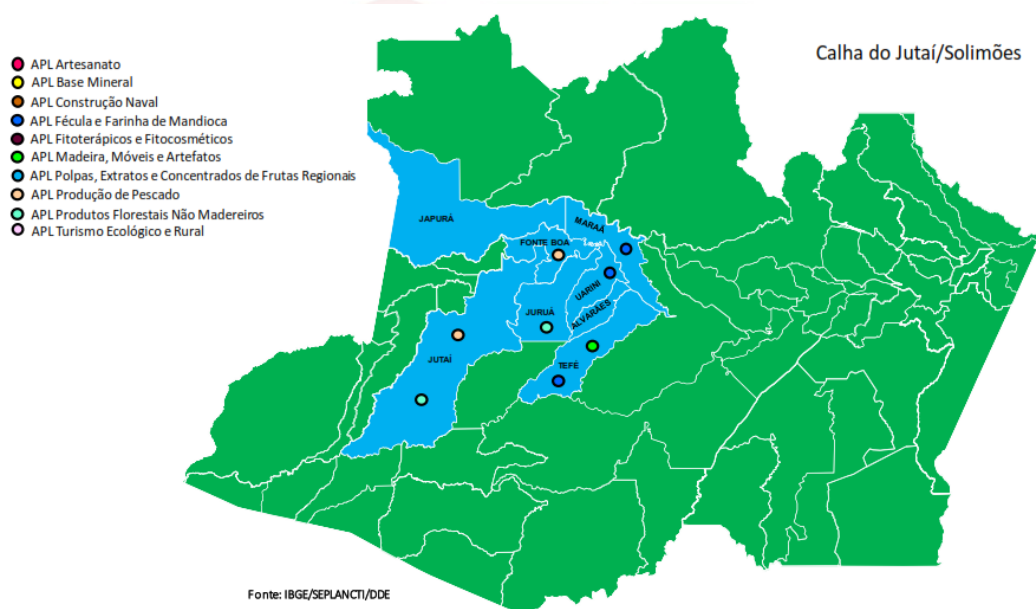 Calha do Jutaí/Solimões
APL Artesanato
APL Base Mineral
APL Construção Naval
APL Fécula e Farinha de Mandioca
APL Fitoterápicos e Fitocosméticos
APL Madeira, Móveis e Artefatos
APL Polpas, Extratos e Concentrados de Frutas Regionais
APL Produção de Pescado
APL Produtos Florestais Não Madereiros
APL Turismo Ecológico e Rural
JAPURÁ
MARAÃ
FONTE BOA
UARINI
ALVARÃES
JURUÁ
JUTAÍ
TEFÉ
Fonte: IBGE/SEPLANCTI/DDE